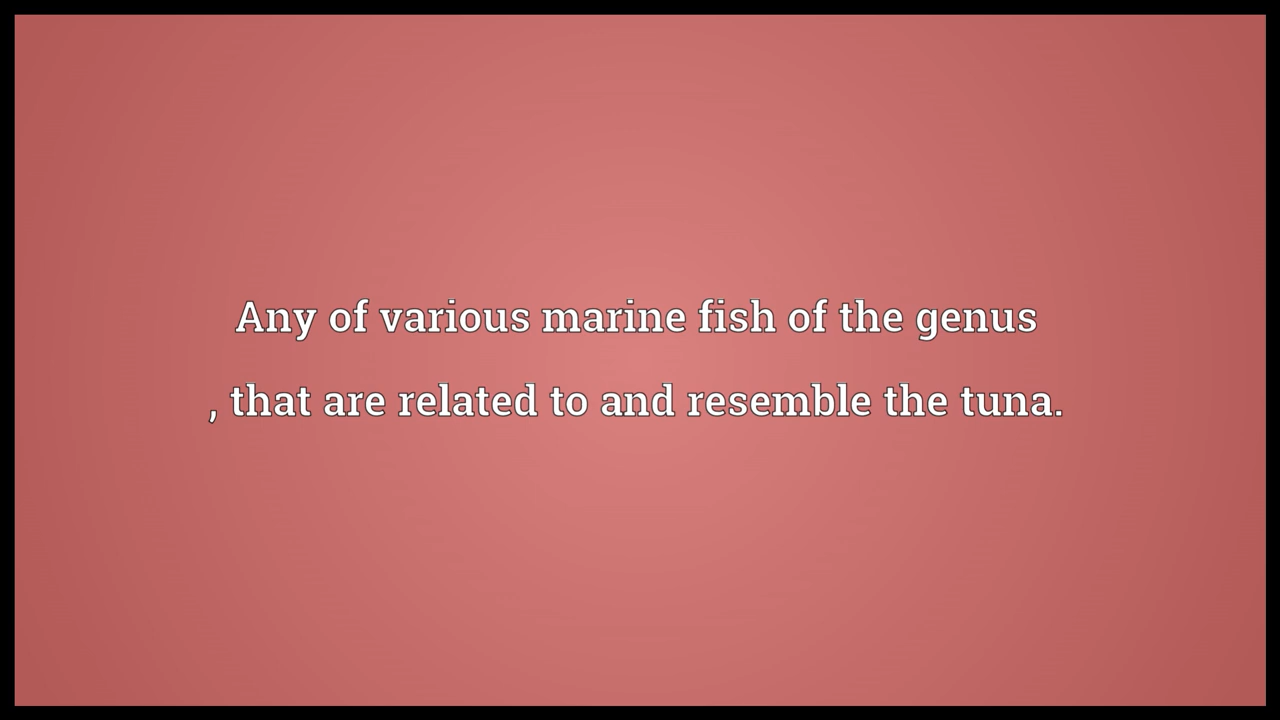 Any of various marine fish of the genus
, that are related to and resemble the tuna.